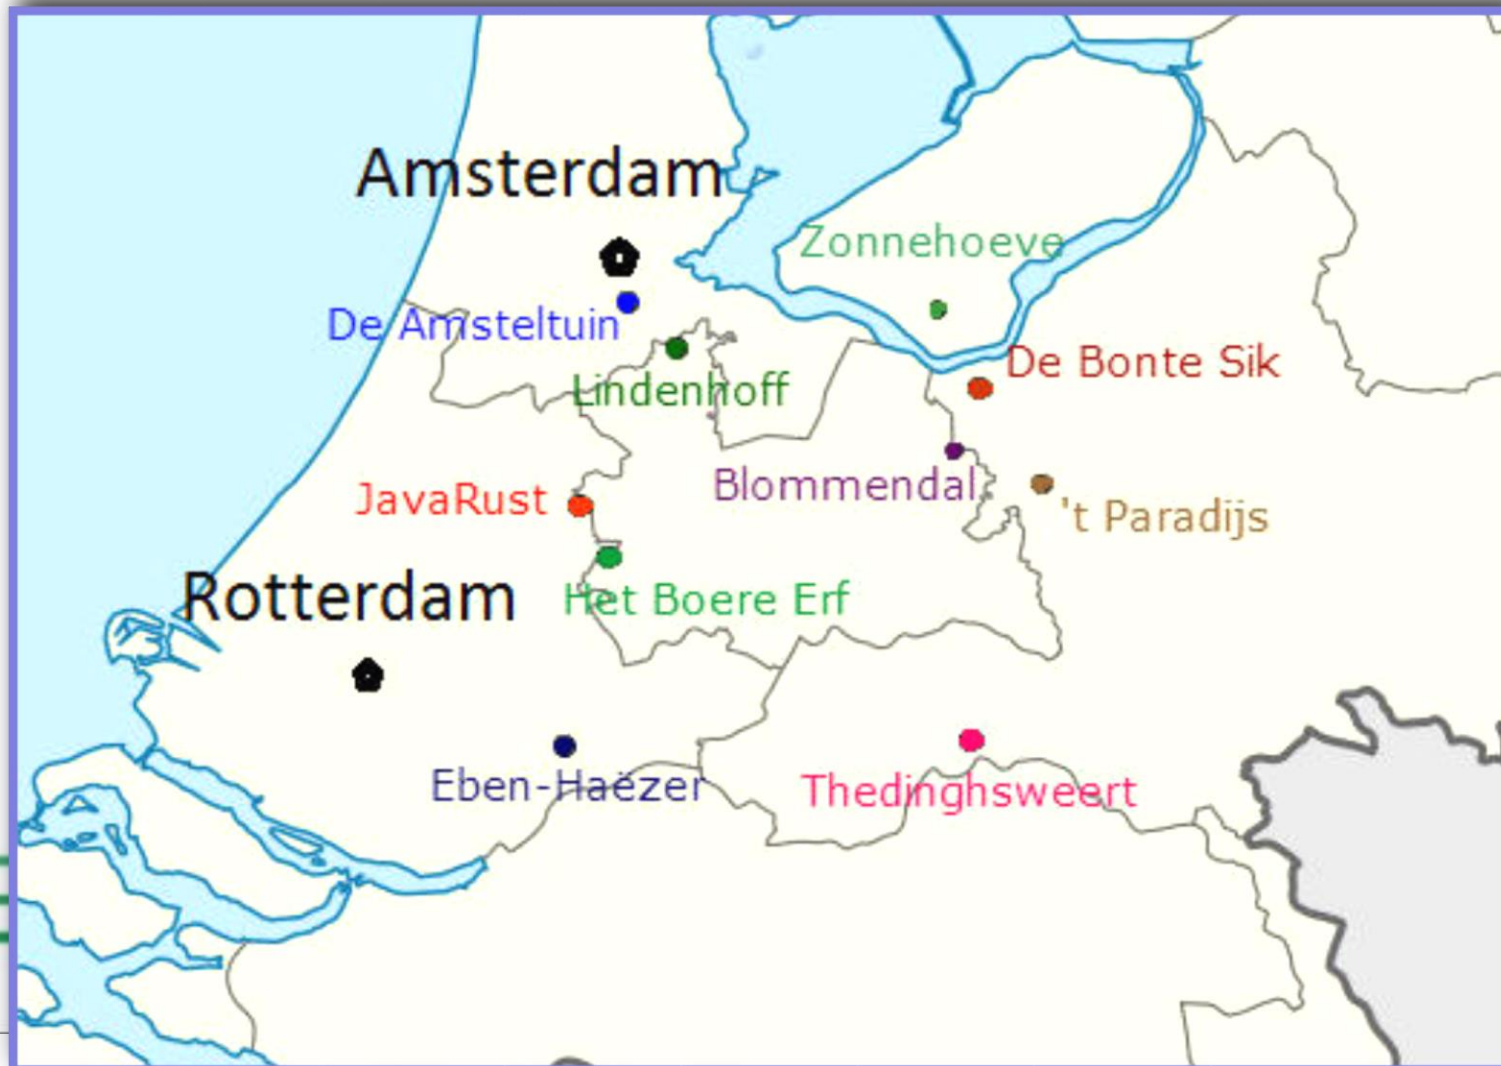 Amsterdam
Zonnehoeve
De Amsteltuin
De Bonte Sik
Lindenhoff
Blommendal
JavaRust
't Paradijs
Rotterdam
Het Boere Erf
Eben-Haëzer
Thedinghsweert